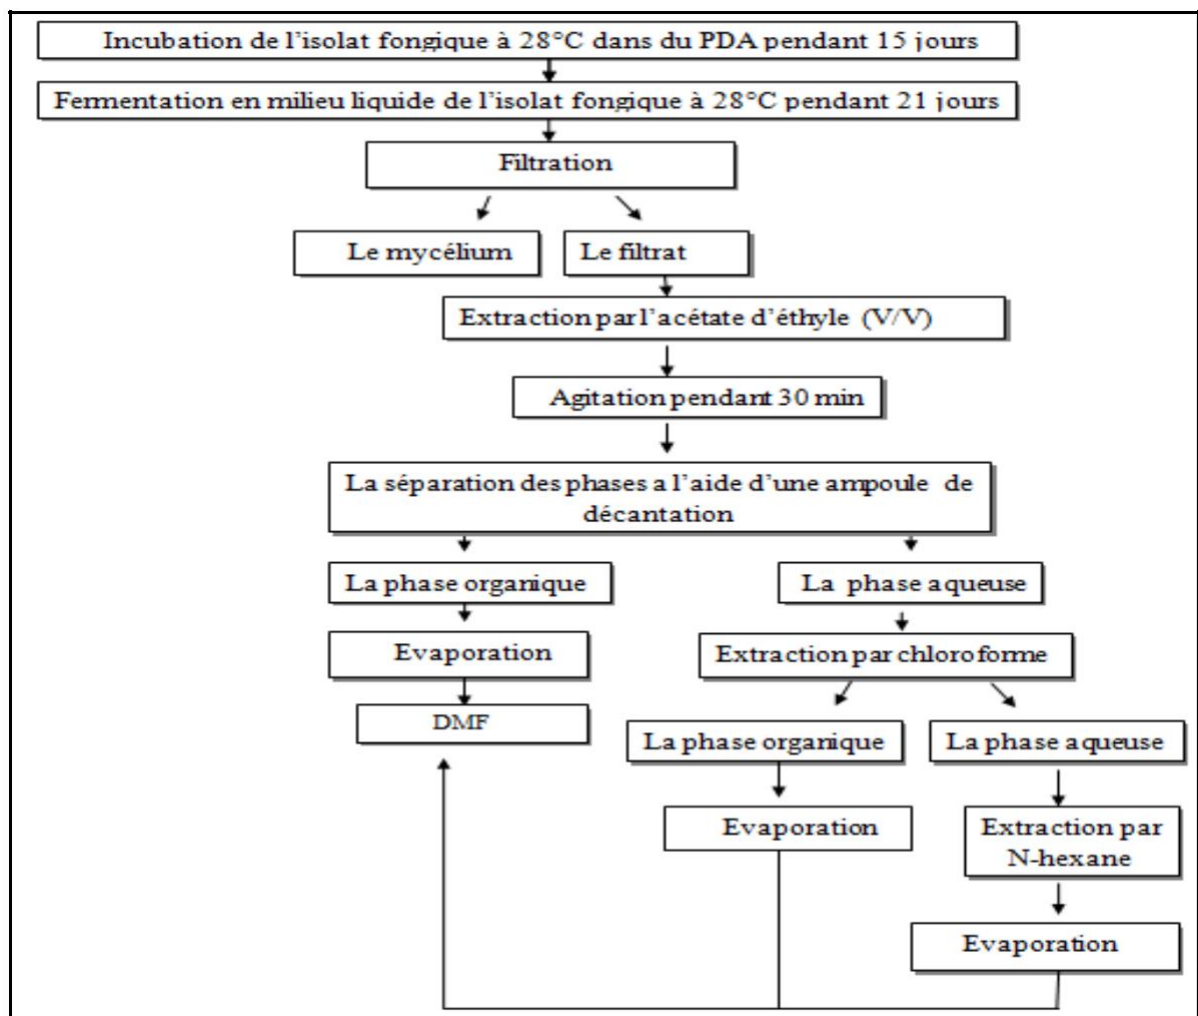 Incubation de l'isolat fongique à 28°C dans du PDA pendant 15 jours
Fermentation en milieu liquide de l'isolat fongique à 28°C pendant 21 jours
Filtration
Le mycélium
Le filtrat
Extraction par l'acétate d'éthyle (V/V)
Agitation pendant 30 min
La séparation des phases a l'aide d'une ampoule de
décantation
La phase organique
La phase aqueuse
Evaporation
Extraction par chloroforme
DMF
La phase organique
La phase aqueuse
Evaporation
Extraction par
N-hexane
Evaporation